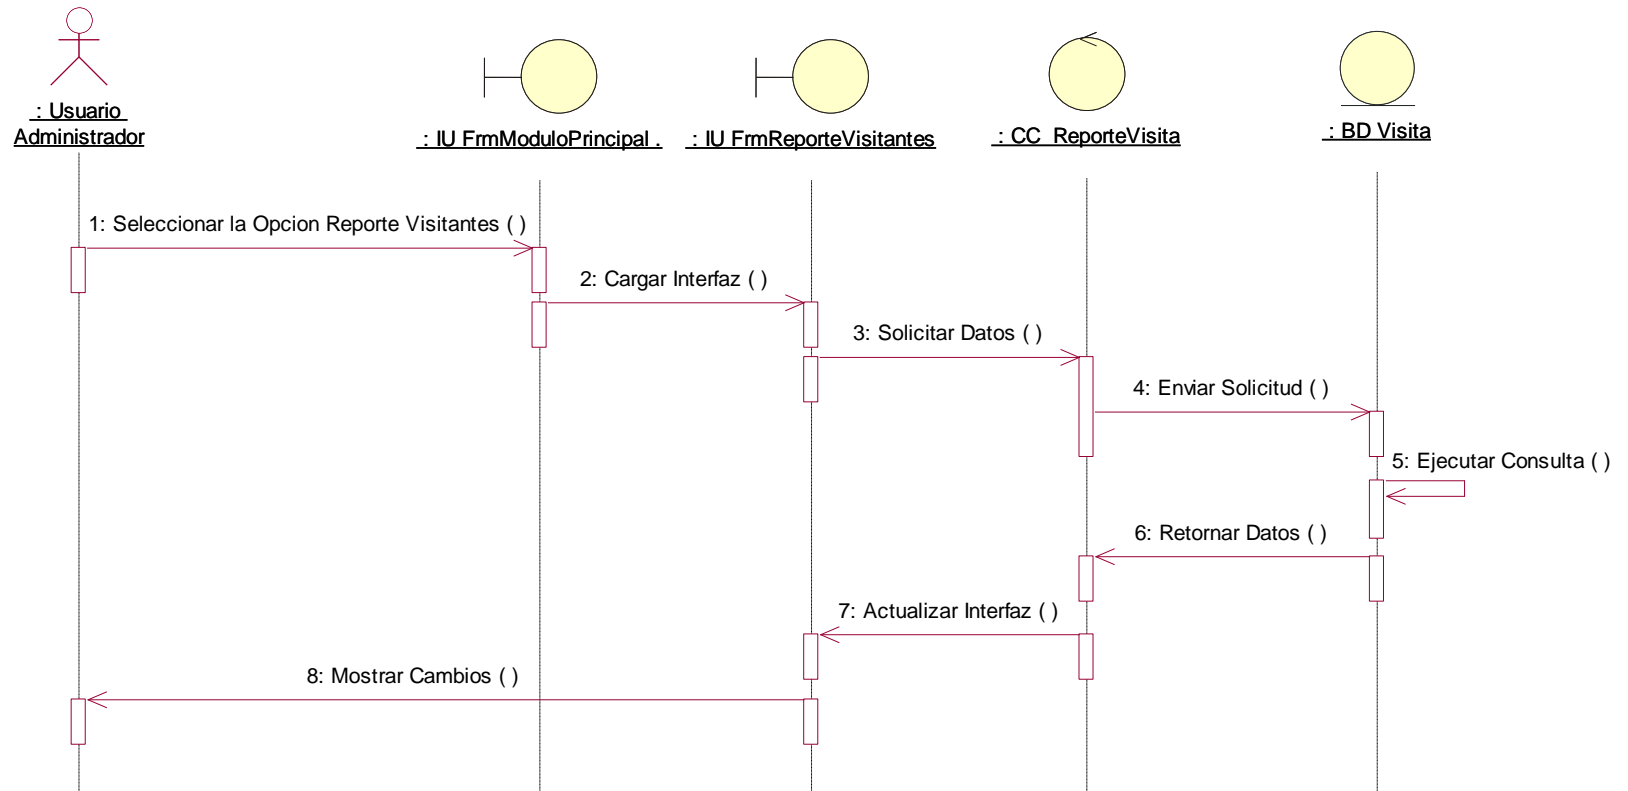 : Usuario
Administrador
: IU FrmModuloPrincipal .
: IU FrmReporteVisitantes
: CC ReporteVisita
: BD Visita
1: Seleccionar la Opcion Reporte Visitantes ( )
2: Cargar Interfaz ( )
3: Solicitar Datos ( )
4: Enviar Solicitud ( )
5: Ejecutar Consulta ( )
6: Retornar Datos ( )
7: Actualizar Interfaz ( )
8: Mostrar Cambios ( )